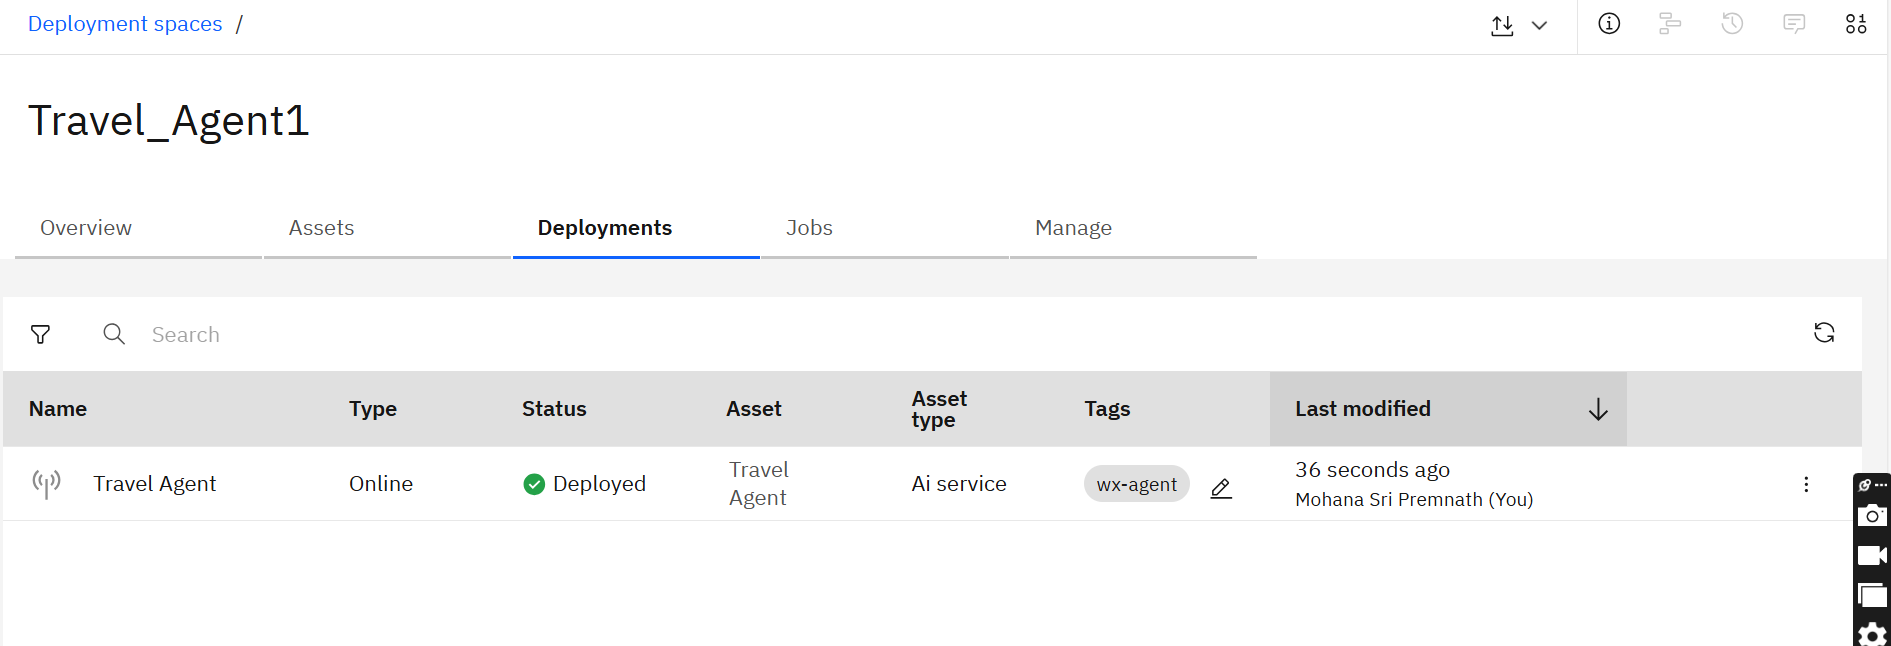 Deployment spaces /
Travel_Agent1
Overview Assets Deployments Jobs Manage
Search
Name Type Status Asset Asset type Tags Last modified
Travel Agent Online Deployed Travel Agent Ai service wx-agent 36 seconds ago
Mohana Sri Premnath (You)